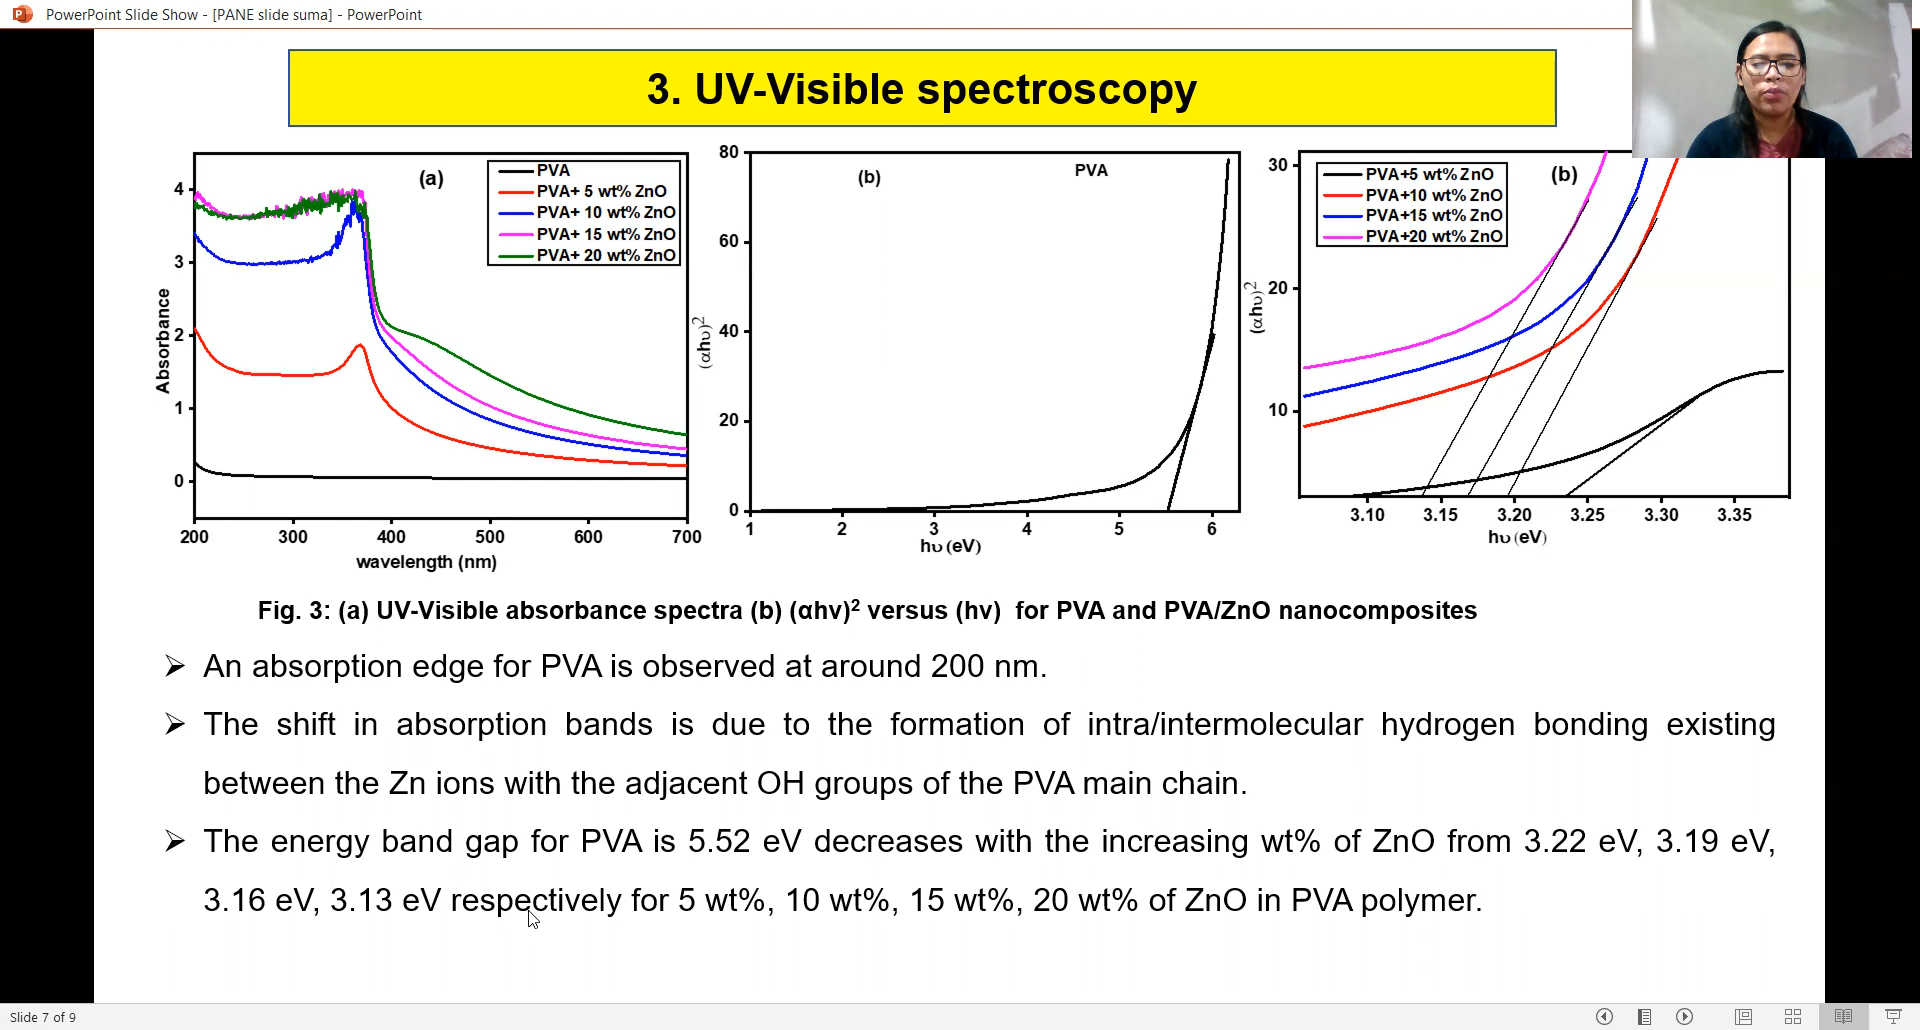 PowerPoint Slide Show - [PANE slide suma] - PowerPoint
3. UV-Visible spectroscopy
(a)
PVA
PVA+ 5 wt% ZnO
PVA+ 10 wt% ZnO
PVA+ 15 wt% ZnO
PVA+ 20 wt% ZnO
Absorbance
4
3
2
1
0
200 300 400 500 600 700
wavelength (nm)
(b)
PVA
(αhυ)²
80
60
40
20
0
1 2 3 4 5 6
hυ (eV)
PVA+5 wt% ZnO
PVA+10 wt% ZnO
PVA+15 wt% ZnO
PVA+20 wt% ZnO
(b)
(αhυ)²
30
20
10
3.10 3.15 3.20 3.25 3.30 3.35
hυ (eV)
Fig. 3: (a) UV-Visible absorbance spectra (b) (αhν)² versus (hν) for PVA and PVA/ZnO nanocomposites
➢ An absorption edge for PVA is observed at around 200 nm.
➢ The shift in absorption bands is due to the formation of intra/intermolecular hydrogen bonding existing
between the Zn ions with the adjacent OH groups of the PVA main chain.
➢ The energy band gap for PVA is 5.52 eV decreases with the increasing wt% of ZnO from 3.22 eV, 3.19 eV,
3.16 eV, 3.13 eV respectively for 5 wt%, 10 wt%, 15 wt%, 20 wt% of ZnO in PVA polymer.
Slide 7 of 9